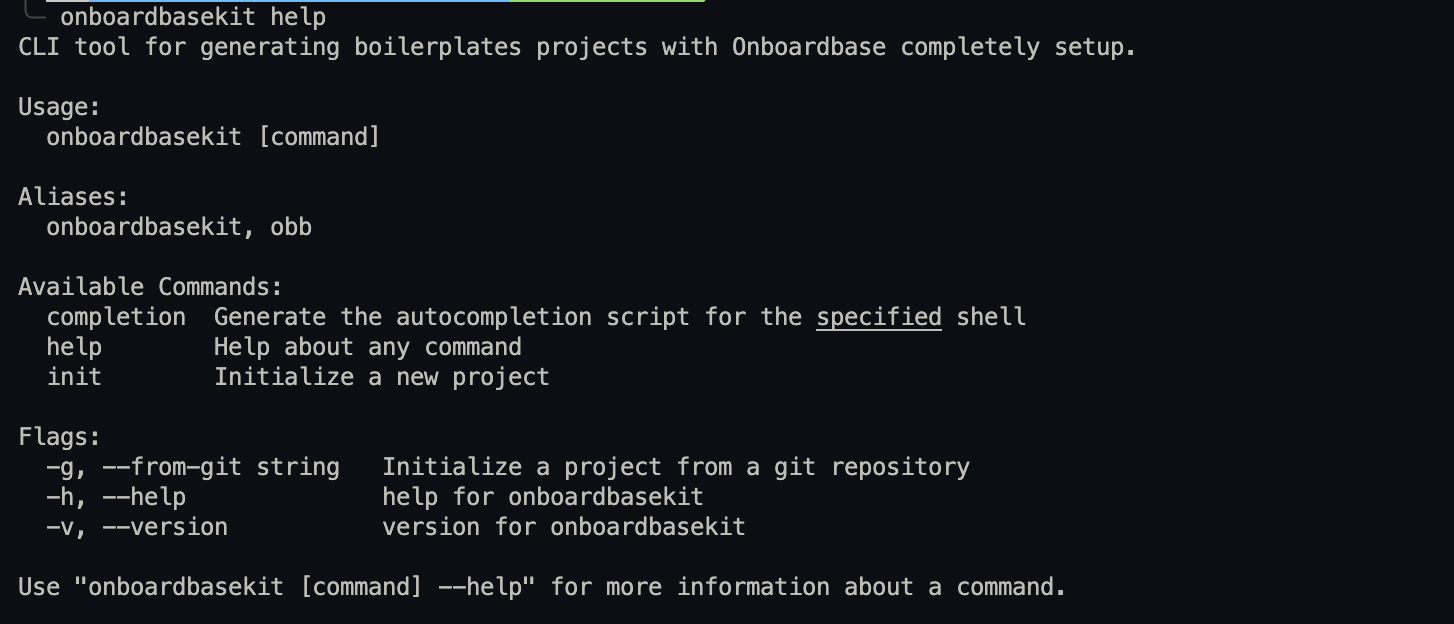 onboardbasekit help
CLI tool for generating boilerplates projects with Onboardbase completely setup.

Usage:
  onboardbasekit [command]

Aliases:
  onboardbasekit, obb

Available Commands:
  completion  Generate the autocompletion script for the specified shell
  help        Help about any command
  init        Initialize a new project

Flags:
  -g, --from-git string   Initialize a project from a git repository
  -h, --help              help for onboardbasekit
  -v, --version           version for onboardbasekit

Use "onboardbasekit [command] --help" for more information about a command.